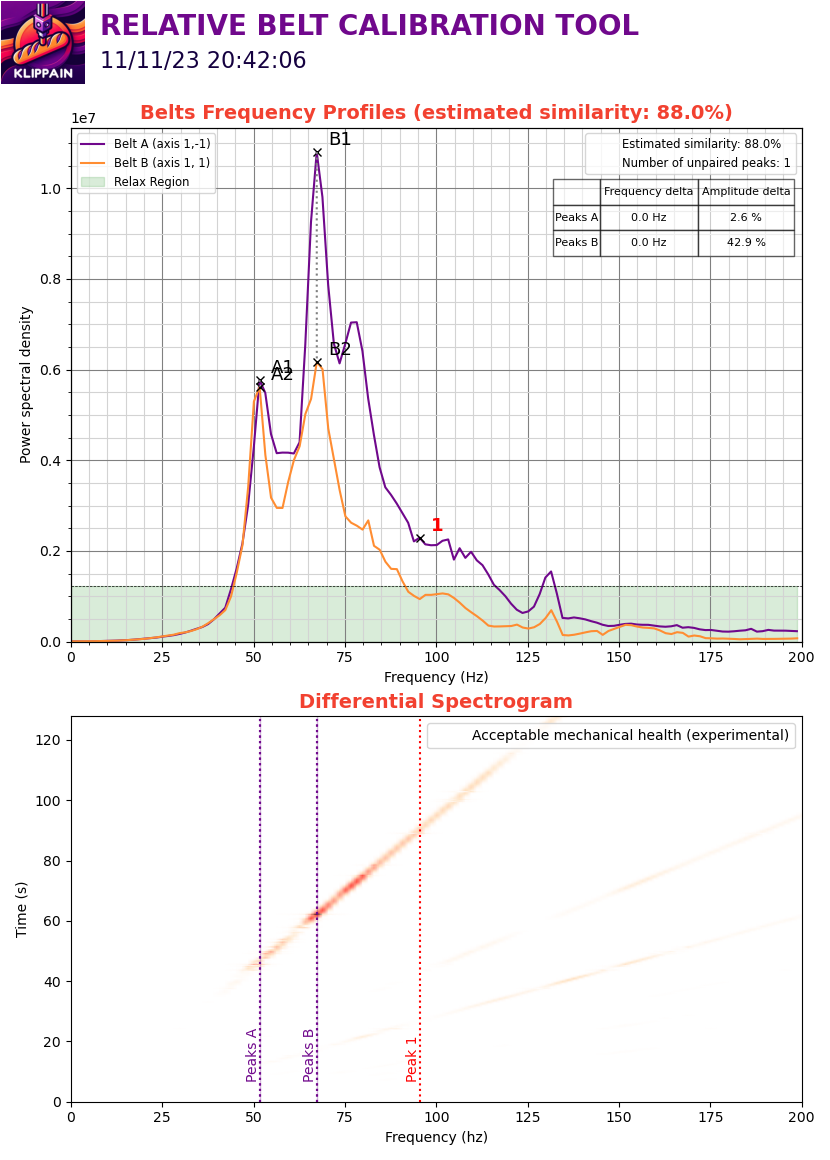 KLIPPAIN
RELATIVE BELT CALIBRATION TOOL
11/11/23 20:42:06
Belts Frequency Profiles (estimated similarity: 88.0%)
1e7
Belt A (axis 1,-1)
Belt B (axis 1, 1)
Relax Region
B1
Estimated similarity: 88.0%
Number of unpaired peaks: 1
Frequency delta Amplitude delta
Peaks A 0.0 Hz 2.6 %
Peaks B 0.0 Hz 42.9 %
B2
A1
A2
1
Power spectral density
1.0
0.8
0.6
0.4
0.2
0.0
0 25 50 75 100 125 150 175 200
Frequency (Hz)
Differential Spectrogram
Acceptable mechanical health (experimental)
Time (s)
120
100
80
60
40
20
0
Peaks A
Peaks B
Peak 1
0 25 50 75 100 125 150 175 200
Frequency (hz)